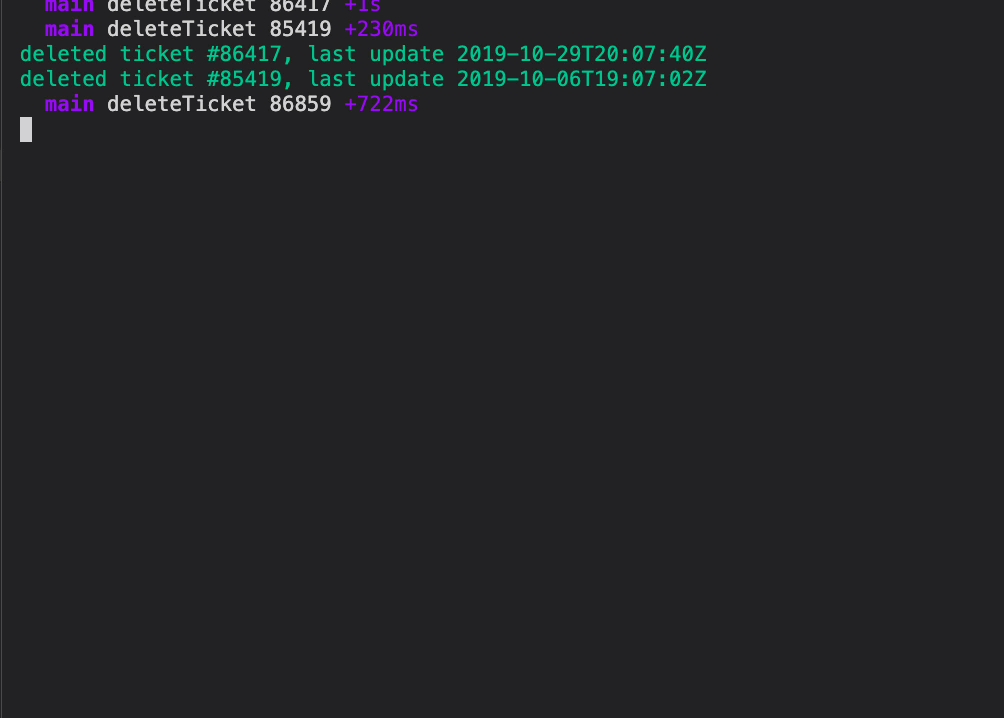 main deleteTicket 86417 +1s
main deleteTicket 85419 +230ms
deleted ticket #86417, last update 2019-10-29T20:07:40Z
deleted ticket #85419, last update 2019-10-06T19:07:02Z
main deleteTicket 86859 +722ms